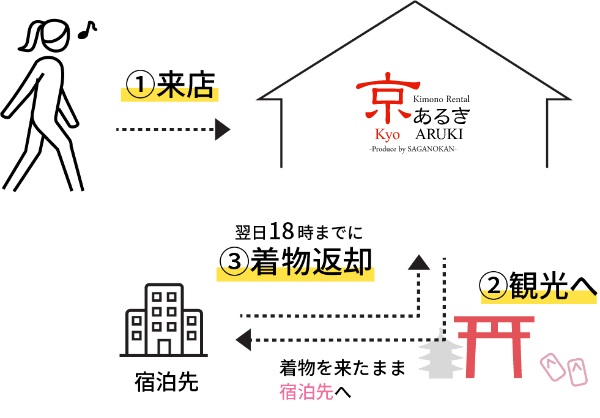 ①来店
京あるき
Kimono Rental
Kyo ARUKI
-Produce by SAGANOKAN-
翌日18時までに
③着物返却
②観光へ
宿泊先
着物を来たまま
宿泊先へ